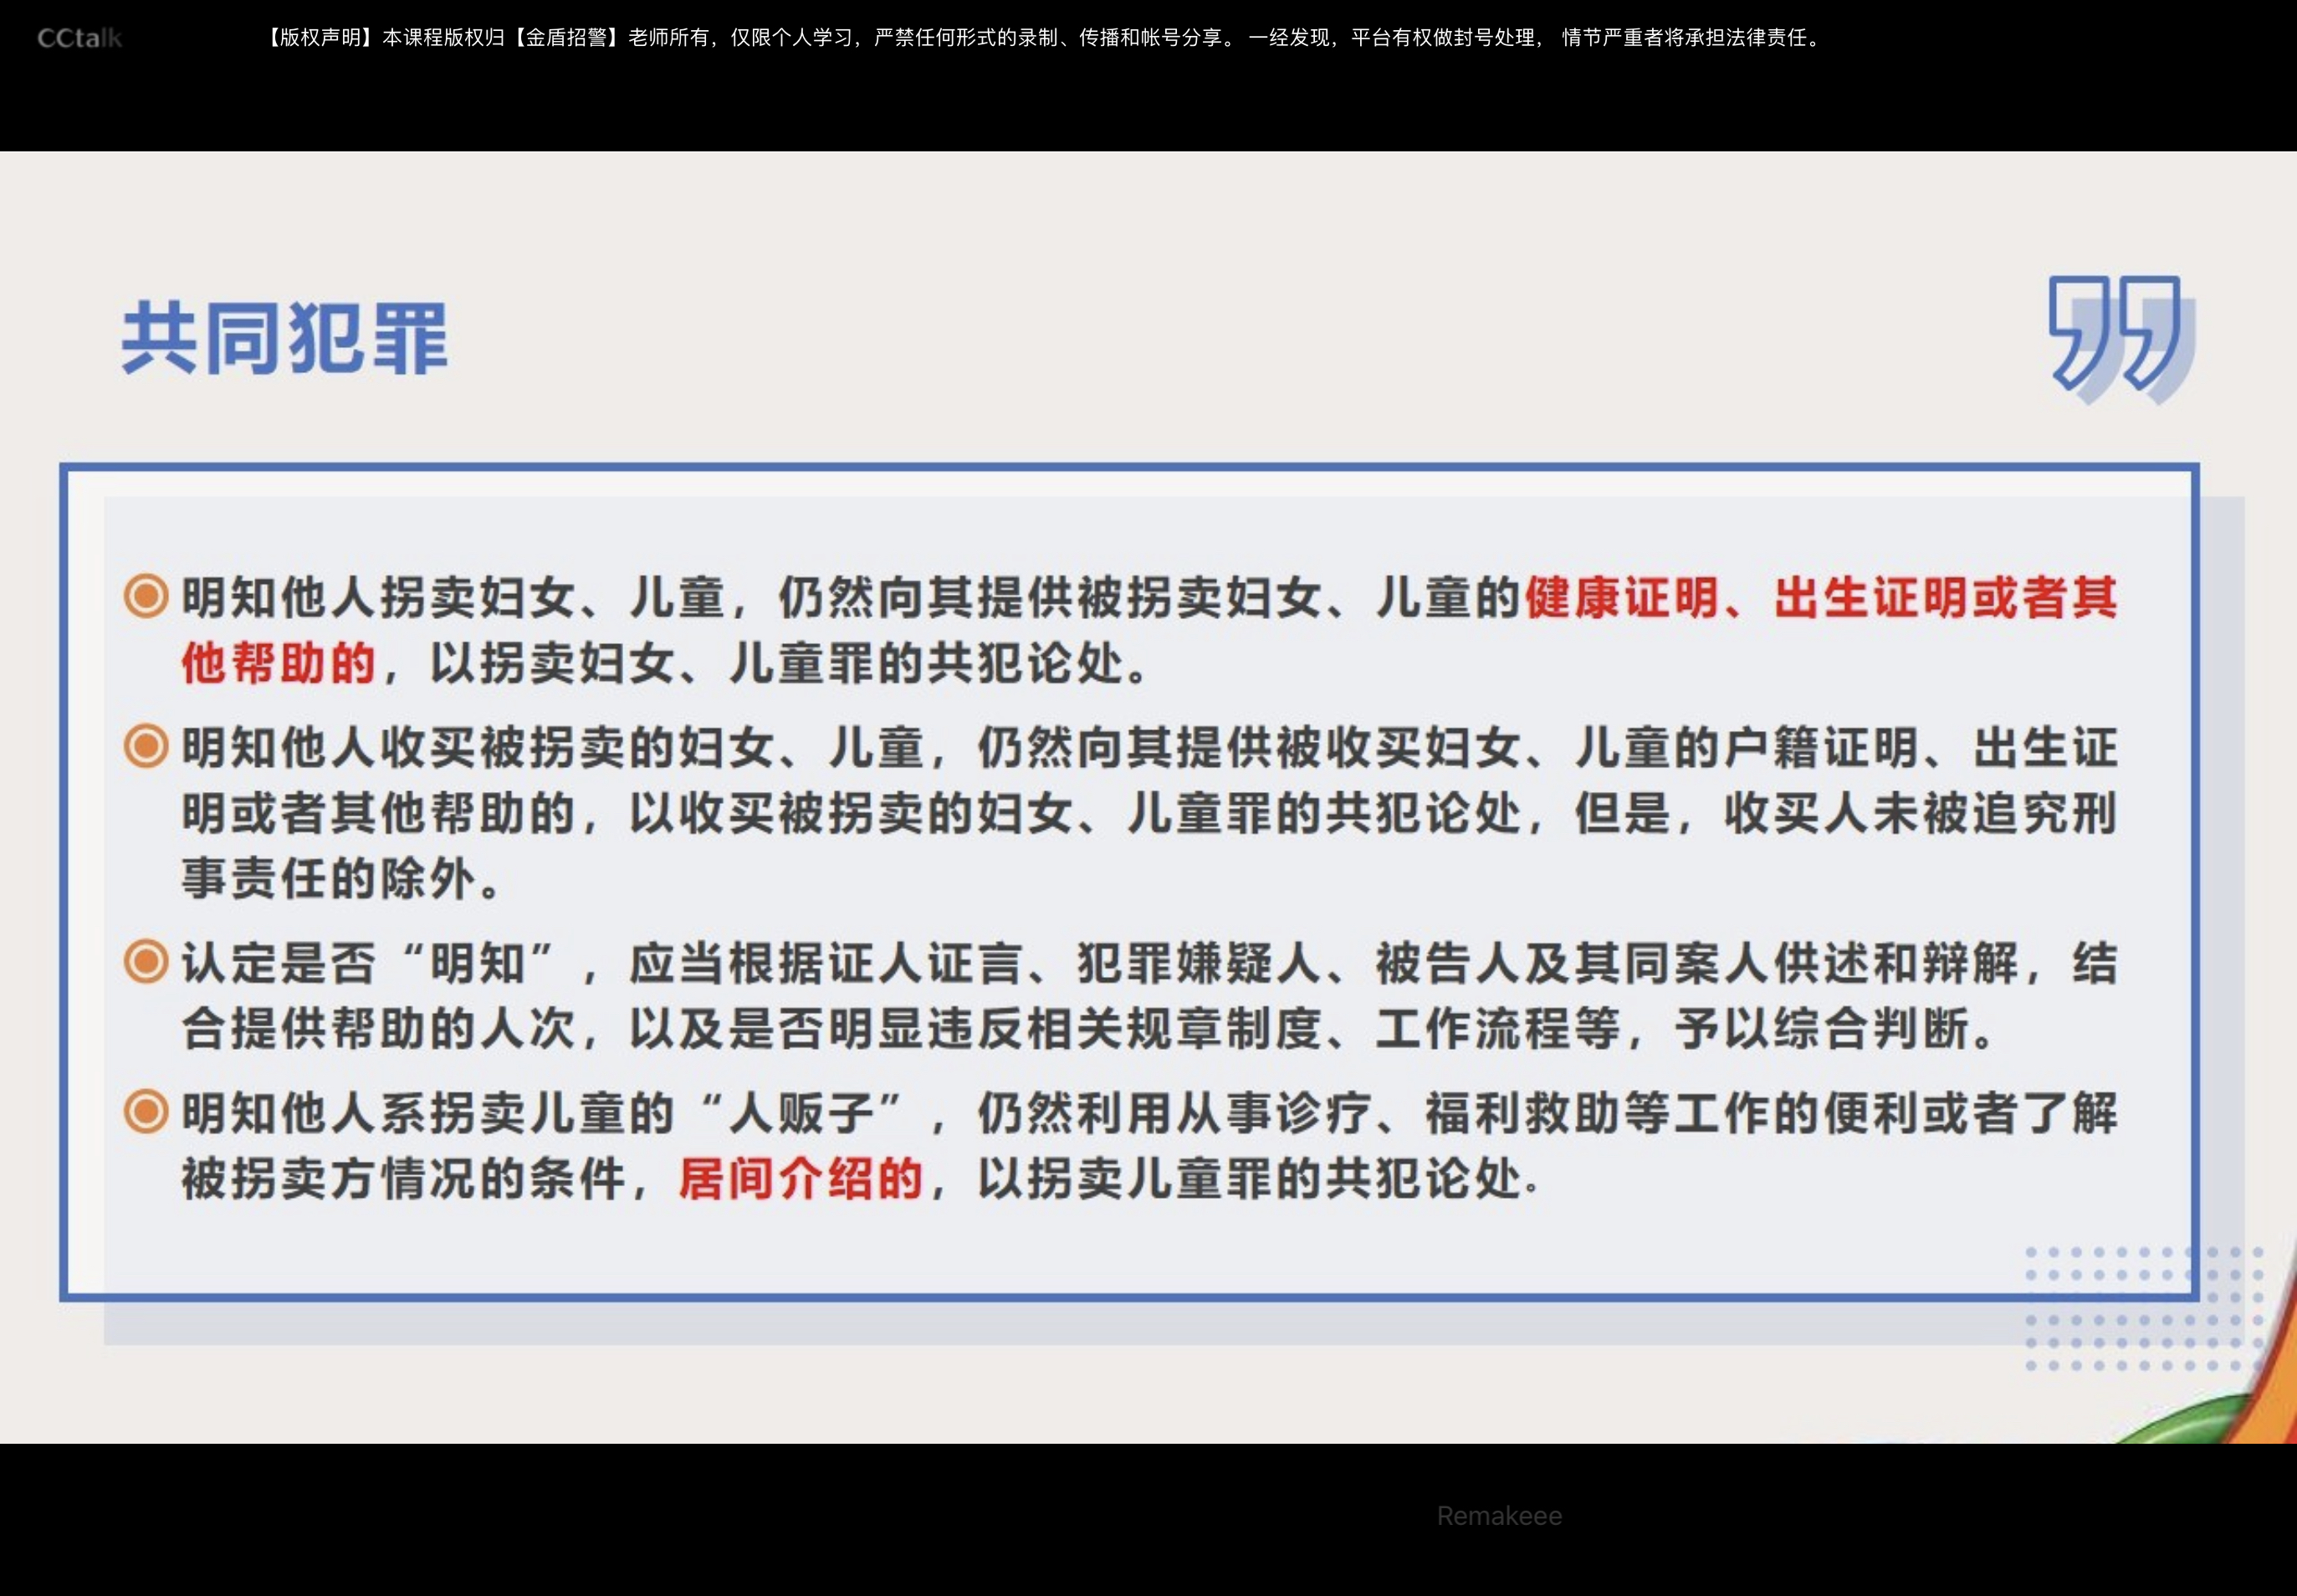 CCtalk
【版权声明】本课程版权归【金盾招警】老师所有，仅限个人学习，严禁任何形式的录制、传播和帐号分享。 一经发现，平台有权做封号处理， 情节严重者将承担法律责任。
共同犯罪
明知他人拐卖妇女、儿童，仍然向其提供被拐卖妇女、儿童的健康证明、出生证明或者其
他帮助的，以拐卖妇女、儿童罪的共犯论处。
明知他人收买被拐卖的妇女、儿童，仍然向其提供被收买妇女、儿童的户籍证明、出生证
明或者其他帮助的，以收买被拐卖的妇女、儿童罪的共犯论处，但是，收买人未被追究刑
事责任的除外。
认定是否“明知”，应当根据证人证言、犯罪嫌疑人、被告人及其同案人供述和辩解，结
合提供帮助的人次，以及是否明显违反相关规章制度、工作流程等，予以综合判断。
明知他人系拐卖儿童的“人贩子”，仍然利用从事诊疗、福利救助等工作的便利或者了解
被拐卖方情况的条件，居间介绍的，以拐卖儿童罪的共犯论处。
Remakeee